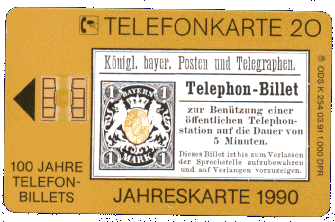 TELEFONKARTE 20
Königl. bayer. Posten und Telegraphen.
1 BAYERN 1
1 MARK 1
Telephon-Billet
zur Benützung einer
öffentlichen Telephon-
station auf die Dauer von
5 Minuten.
Dieses Billet ist bis zum Verlassen
der Sprechstelle aufzubewahren
und auf Verlangen vorzuzeigen.
100 JAHRE
TELEFON-
BILLETS
JAHRESKARTE 1990
® ODS K 254 03.91 1.000 DPR